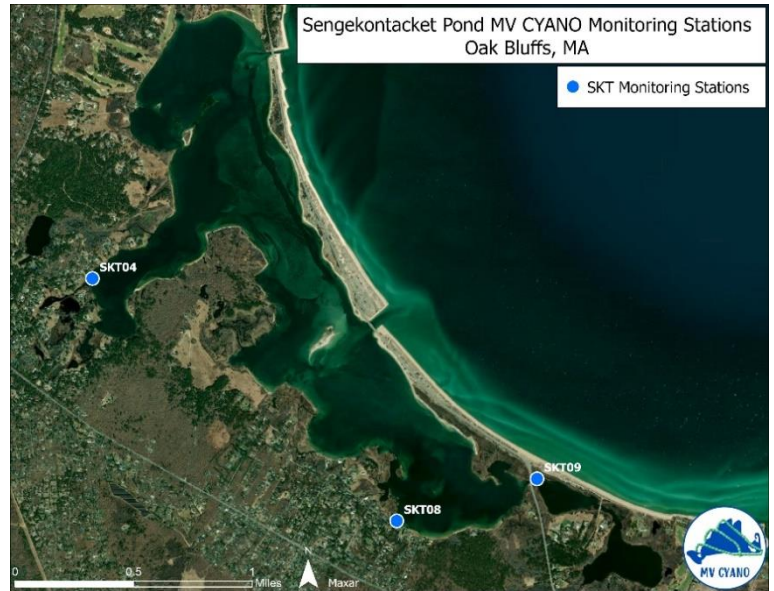 Sengekontacket Pond MV CYANO Monitoring Stations
Oak Bluffs, MA
SKT Monitoring Stations
SKT04
SKT09
SKT08
0 0.5 1
Miles
N
Maxar
MV CYANO